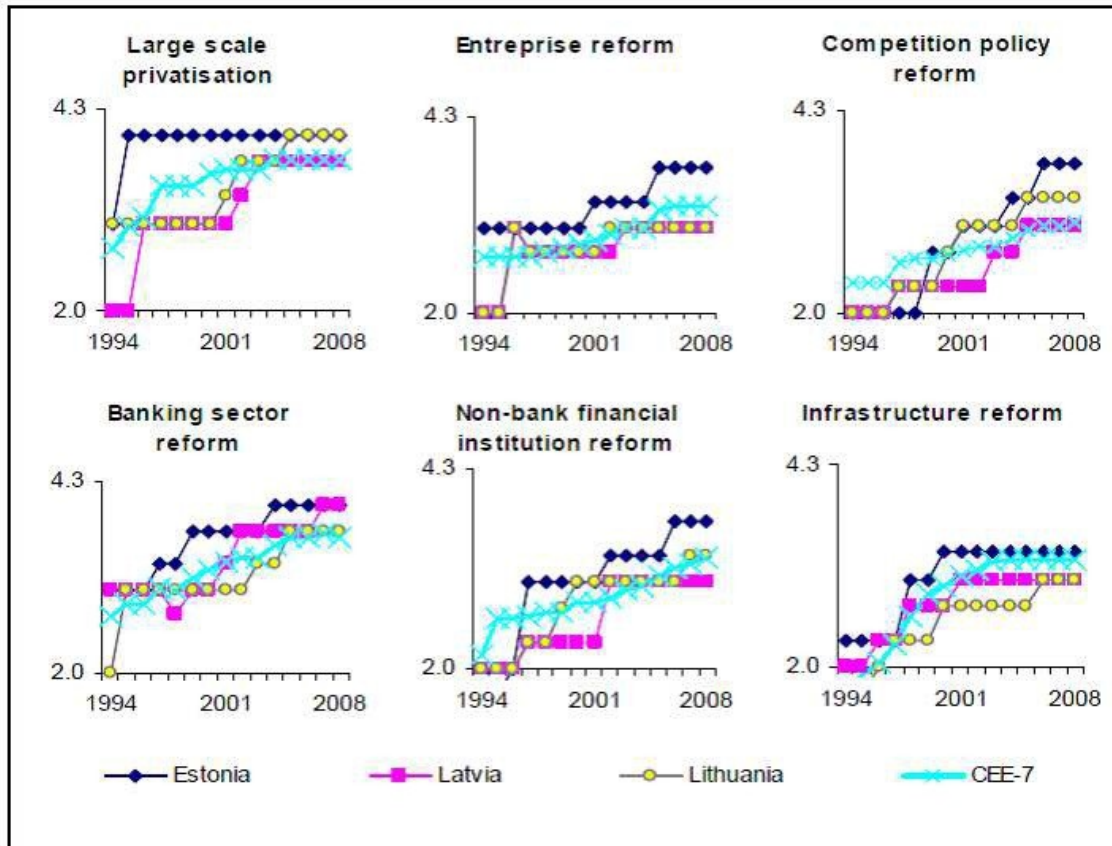 Large scale
privatisation
Entreprise reform
Competition policy
reform
4.3
2.0
1994
2001
2008
4.3
2.0
1994
2001
2008
4.3
2.0
1994
2001
2008
Banking sector
reform
Non-bank financial
institution reform
Infrastructure reform
4.3
2.0
1994
2001
2008
4.3
2.0
1994
2001
2008
4.3
2.0
1994
2001
2008
Estonia
Latvia
Lithuania
CEE-7